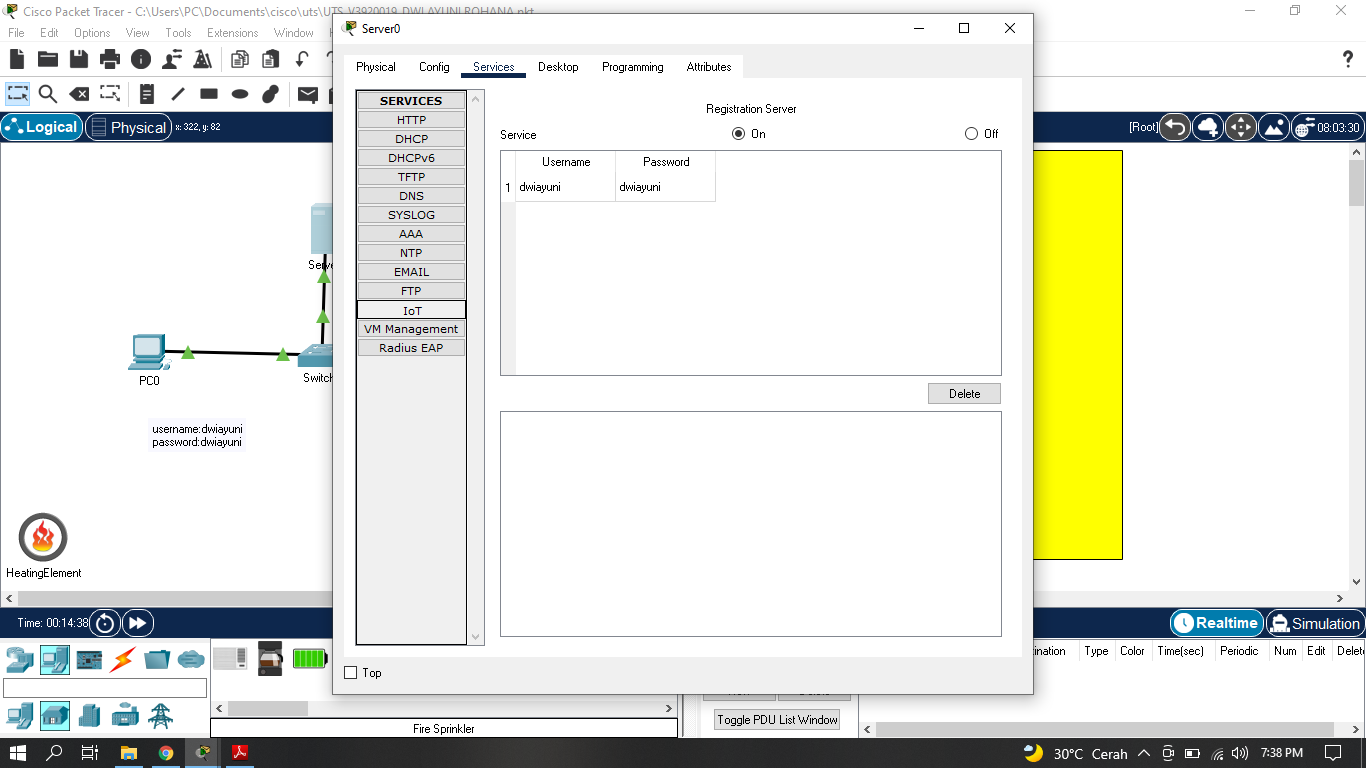 Cisco Packet Tracer - C:\Users\PC\Documents\cisco\uts\UTS_V3920019_DWI AYUNI ROHANA.pkt
File Edit Options View Tools Extensions Window
Server0
Physical Config Services Desktop Programming Attributes
Logical
Physical
x: 322, y: 82
[Root]
08:03:30
SERVICES
HTTP
DHCP
DHCPv6
TFTP
DNS
SYSLOG
AAA
NTP
EMAIL
FTP
IoT
VM Management
Radius EAP
Registration Server
Service
On
Off
Username Password
1 dwiayuni dwiayuni
Delete
Top
PC0
Switch
username:dwiayuni
password:dwiayuni
HeatingElement
Time: 00:14:38
Realtime
Simulation
Type Color Time(sec) Periodic Num Edit Delete
Toggle PDU List Window
Fire Sprinkler
30°C Cerah
7:38 PM